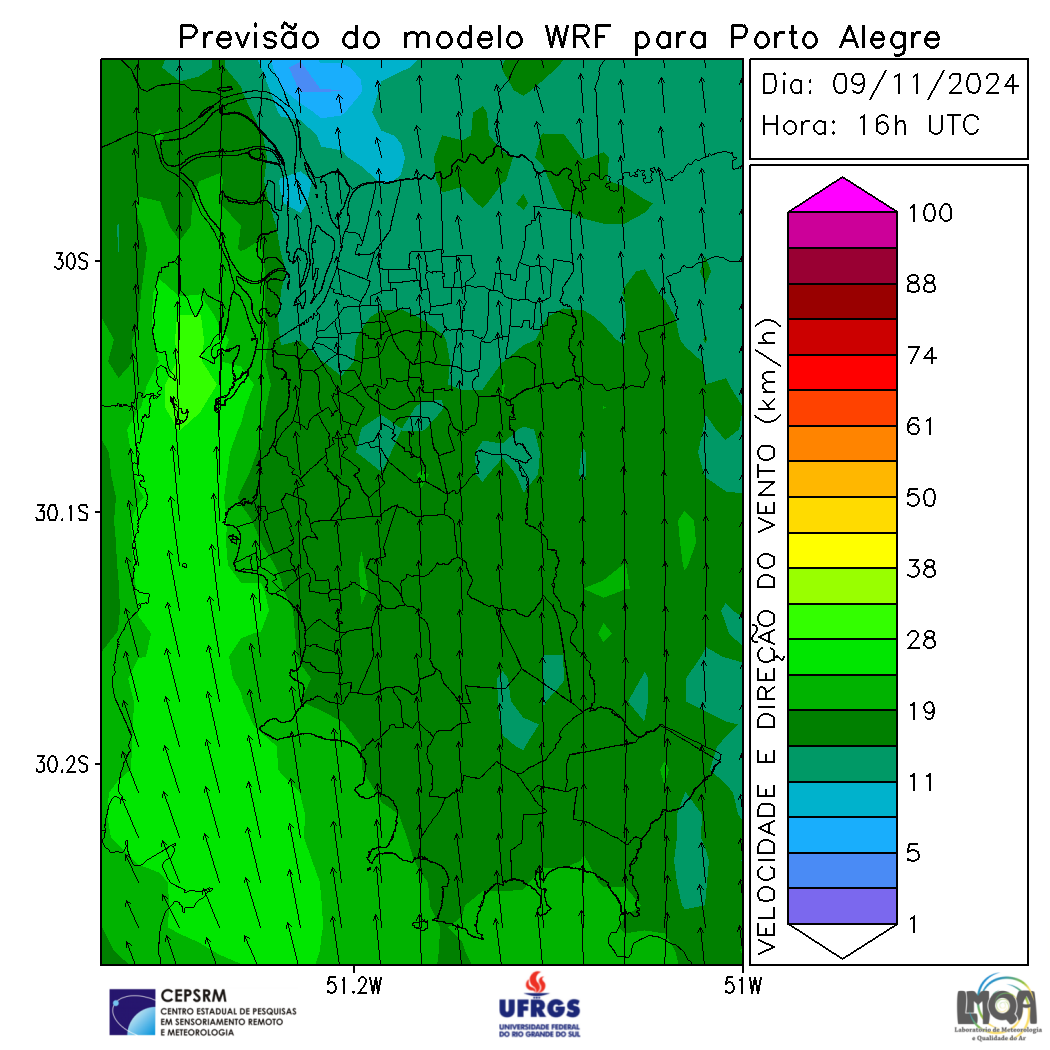 Previsão do modelo WRF para Porto Alegre
Dia: 09/11/2024
Hora: 16h UTC
30S
30.1S
30.2S
51.2W
51W
VELOCIDADE E DIREÇÃO DO VENTO (km/h)
100
88
74
61
50
38
28
19
11
5
1
CEPSRM
CENTRO ESTADUAL DE PESQUISAS
EM SENSORIAMENTO REMOTO
E METEOROLOGIA
UFRGS
UNIVERSIDADE FEDERAL
DO RIO GRANDE DO SUL
LMQA
Laboratório de Meteorologia
e Qualidade do Ar